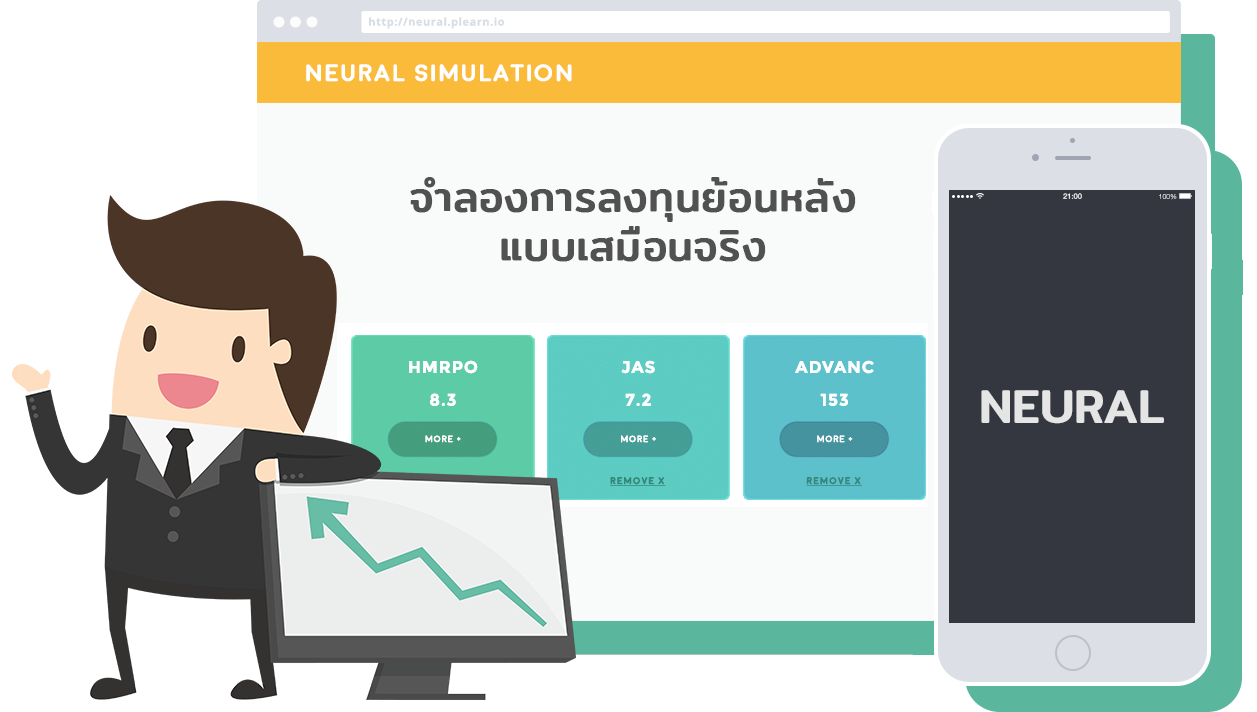 http://neural.plearn.io
NEURAL SIMULATION
จำลองการลงทุนย้อนหลัง
แบบเสมือนจริง
HMRPO
8.3
MORE +
JAS
7.2
MORE +
REMOVE X
ADVANC
153
MORE +
REMOVE X
21:00
100%
NEURAL